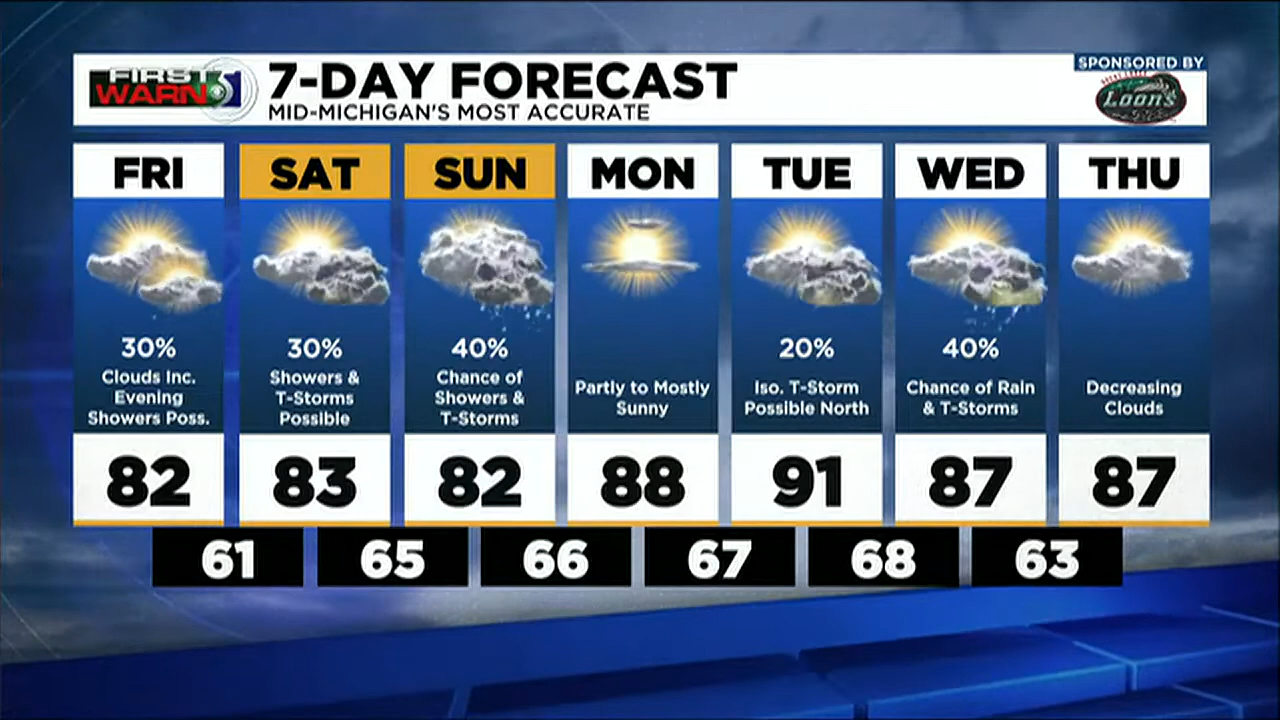 FIRST
WARN 5
7-DAY FORECAST
MID-MICHIGAN'S MOST ACCURATE
SPONSORED BY
Loons
FRI
SAT
SUN
MON
TUE
WED
THU
30%
30%
40%
20%
40%
Clouds Inc.
Evening
Showers Poss.
Showers &
T-Storms
Possible
Chance of
Showers &
T-Storms
Partly to Mostly
Sunny
Iso. T-Storm
Possible North
Chance of Rain
& T-Storms
Decreasing
Clouds
82
83
82
88
91
87
87
61
65
66
67
68
63